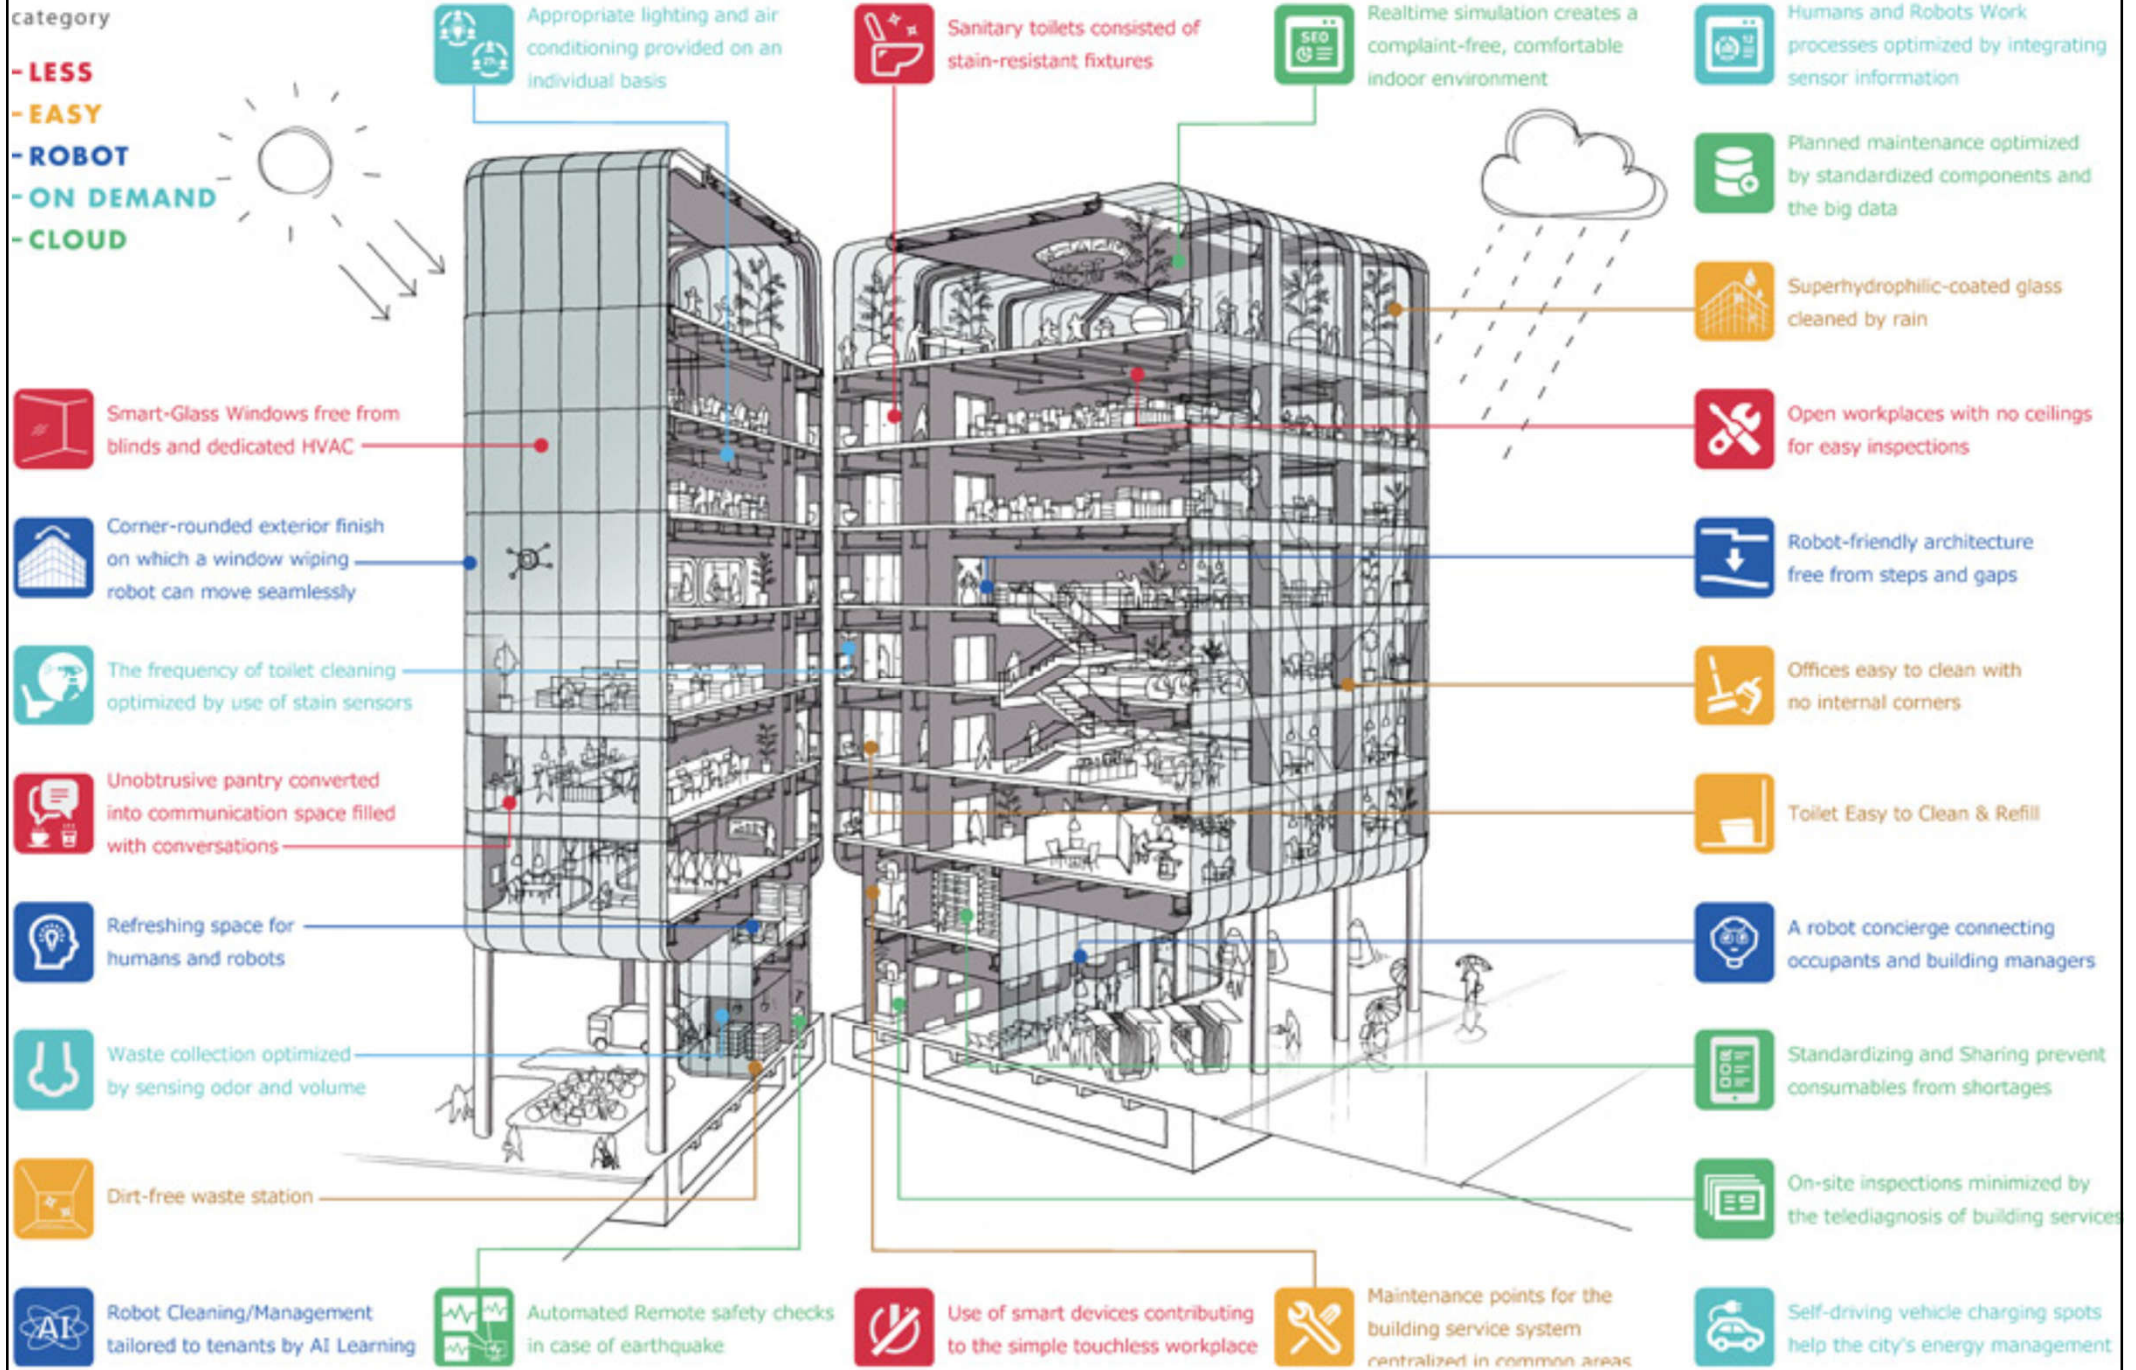 category
- LESS
- EASY
- ROBOT
- ON DEMAND
- CLOUD
Appropriate lighting and air
conditioning provided on an
individual basis
Sanitary toilets consisted of
stain-resistant fixtures
SEO
Realtime simulation creates a
complaint-free, comfortable
indoor environment
12
Humans and Robots Work
processes optimized by integrating
sensor information
Planned maintenance optimized
by standardized components and
the big data
Superhydrophilic-coated glass
cleaned by rain
Smart-Glass Windows free from
blinds and dedicated HVAC
Open workplaces with no ceilings
for easy inspections
Corner-rounded exterior finish
on which a window wiping
robot can move seamlessly
Robot-friendly architecture
free from steps and gaps
The frequency of toilet cleaning
optimized by use of stain sensors
Offices easy to clean with
no internal corners
Unobtrusive pantry converted
into communication space filled
with conversations
Toilet Easy to Clean & Refill
Refreshing space for
humans and robots
A robot concierge connecting
occupants and building managers
Waste collection optimized
by sensing odor and volume
Standardizing and Sharing prevent
consumables from shortages
Dirt-free waste station
On-site inspections minimized by
the telediagnosis of building services
AI
Robot Cleaning/Management
tailored to tenants by AI Learning
Automated Remote safety checks
in case of earthquake
Use of smart devices contributing
to the simple touchless workplace
Maintenance points for the
building service system
centralized in common areas
Self-driving vehicle charging spots
help the city's energy management